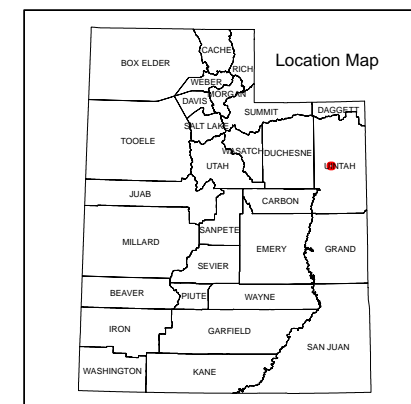 Location Map
CACHE
BOX ELDER
RICH
WEBER
MORGAN
DAVIS
SUMMIT
DAGGETT
SALT LAKE
TOOELE
WASATCH
DUCHESNE
UTAH
UINTAH
JUAB
CARBON
SANPETE
MILLARD
EMERY
GRAND
SEVIER
BEAVER
PIUTE
WAYNE
IRON
GARFIELD
SAN JUAN
WASHINGTON
KANE